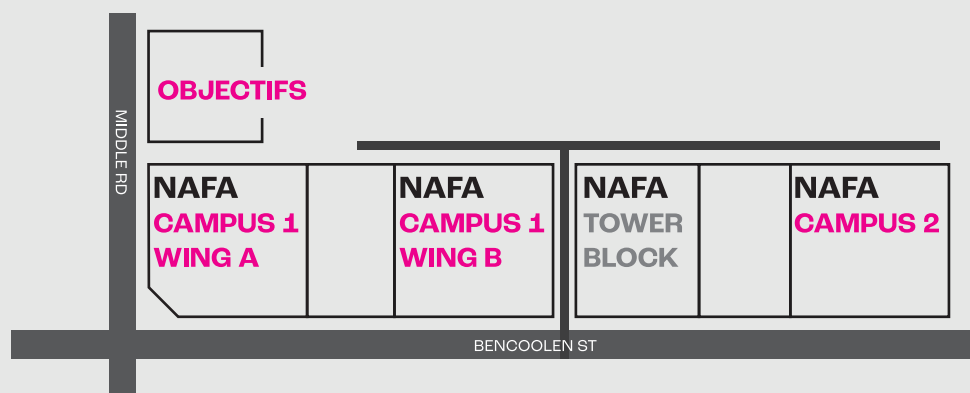 OBJECTIFS
MIDDLE RD
NAFA
CAMPUS 1
WING A
NAFA
CAMPUS 1
WING B
NAFA
TOWER
BLOCK
NAFA
CAMPUS 2
BENCOOLEN ST